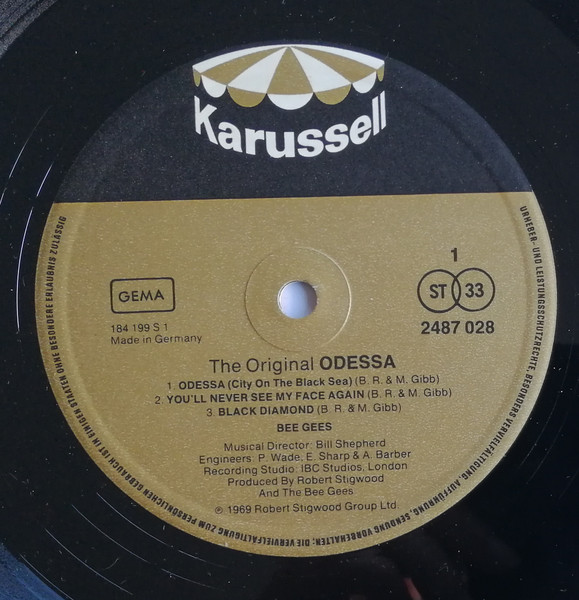 Karussell
URHEBER- UND LEISTUNGSSCHUTZRECHTE, BESONDERS VERVIELFÄLTIGUNG, AUFFÜHRUNG, SENDUNG VORBEHALTEN; DIE VERVIELFÄLTIGUNG ZUM PERSÖNLICHEN GEBRAUCH IST IN EINIGEN STAATEN OHNE BESONDERE ERLAUBNIS ZULÄSSIG
GEMA
184 199 S 1
Made in Germany
1
ST 33
2487 028
The Original ODESSA
1. ODESSA (City On The Black Sea) (B. R. & M. Gibb)
2. YOU'LL NEVER SEE MY FACE AGAIN (B. R. & M. Gibb)
3. BLACK DIAMOND (B. R. & M. Gibb)
BEE GEES
Musical Director: Bill Shepherd
Engineers: P. Wade, E. Sharp & A. Barber
Recording Studio: IBC Studios, London
Produced By Robert Stigwood
And The Bee Gees
℗ 1969 Robert Stigwood Group Ltd.